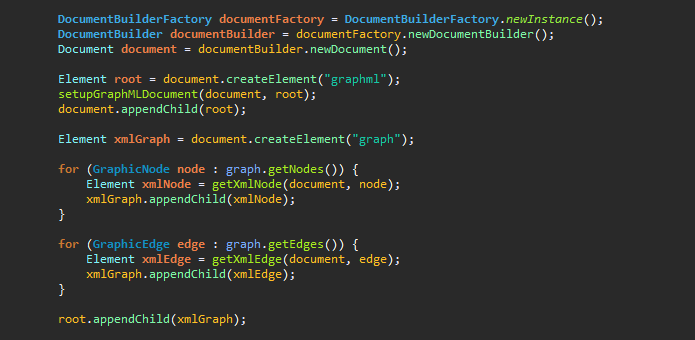 DocumentBuilderFactory documentFactory = DocumentBuilderFactory.newInstance();
DocumentBuilder documentBuilder = documentFactory.newDocumentBuilder();
Document document = documentBuilder.newDocument();
Element root = document.createElement("graphml");
setupGraphMLDocument(document, root);
document.appendChild(root);
Element xmlGraph = document.createElement("graph");
for (GraphicNode node : graph.getNodes()) {
Element xmlNode = getXmlNode(document, node);
xmlGraph.appendChild(xmlNode);
}
for (GraphicEdge edge : graph.getEdges()) {
Element xmlEdge = getXmlEdge(document, edge);
xmlGraph.appendChild(xmlEdge);
}
root.appendChild(xmlGraph);